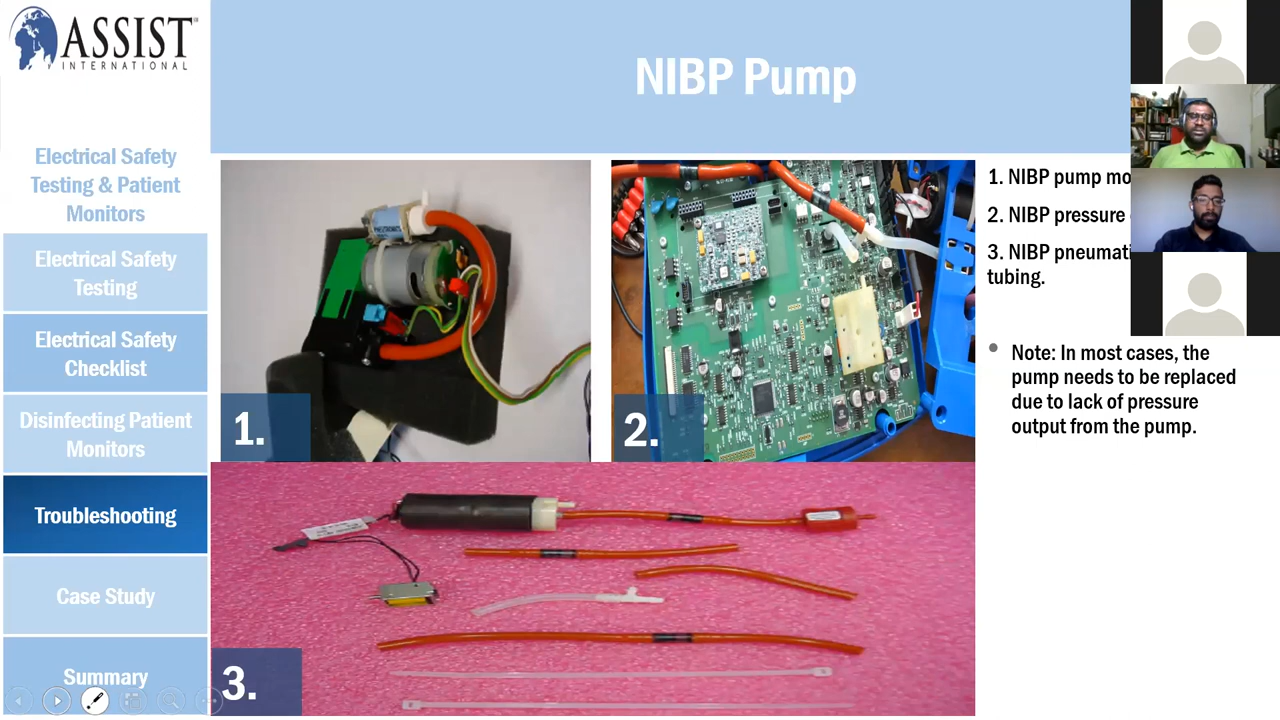 ASSIST®
INTERNATIONAL
NIBP Pump
Electrical Safety
Testing & Patient
Monitors
Electrical Safety
Testing
Electrical Safety
Checklist
Disinfecting Patient
Monitors
Troubleshooting
Case Study
Summary
1.
2.
3.
1. NIBP pump mo
2. NIBP pressure
3. NIBP pneumati
tubing.
Note: In most cases, the
pump needs to be replaced
due to lack of pressure
output from the pump.